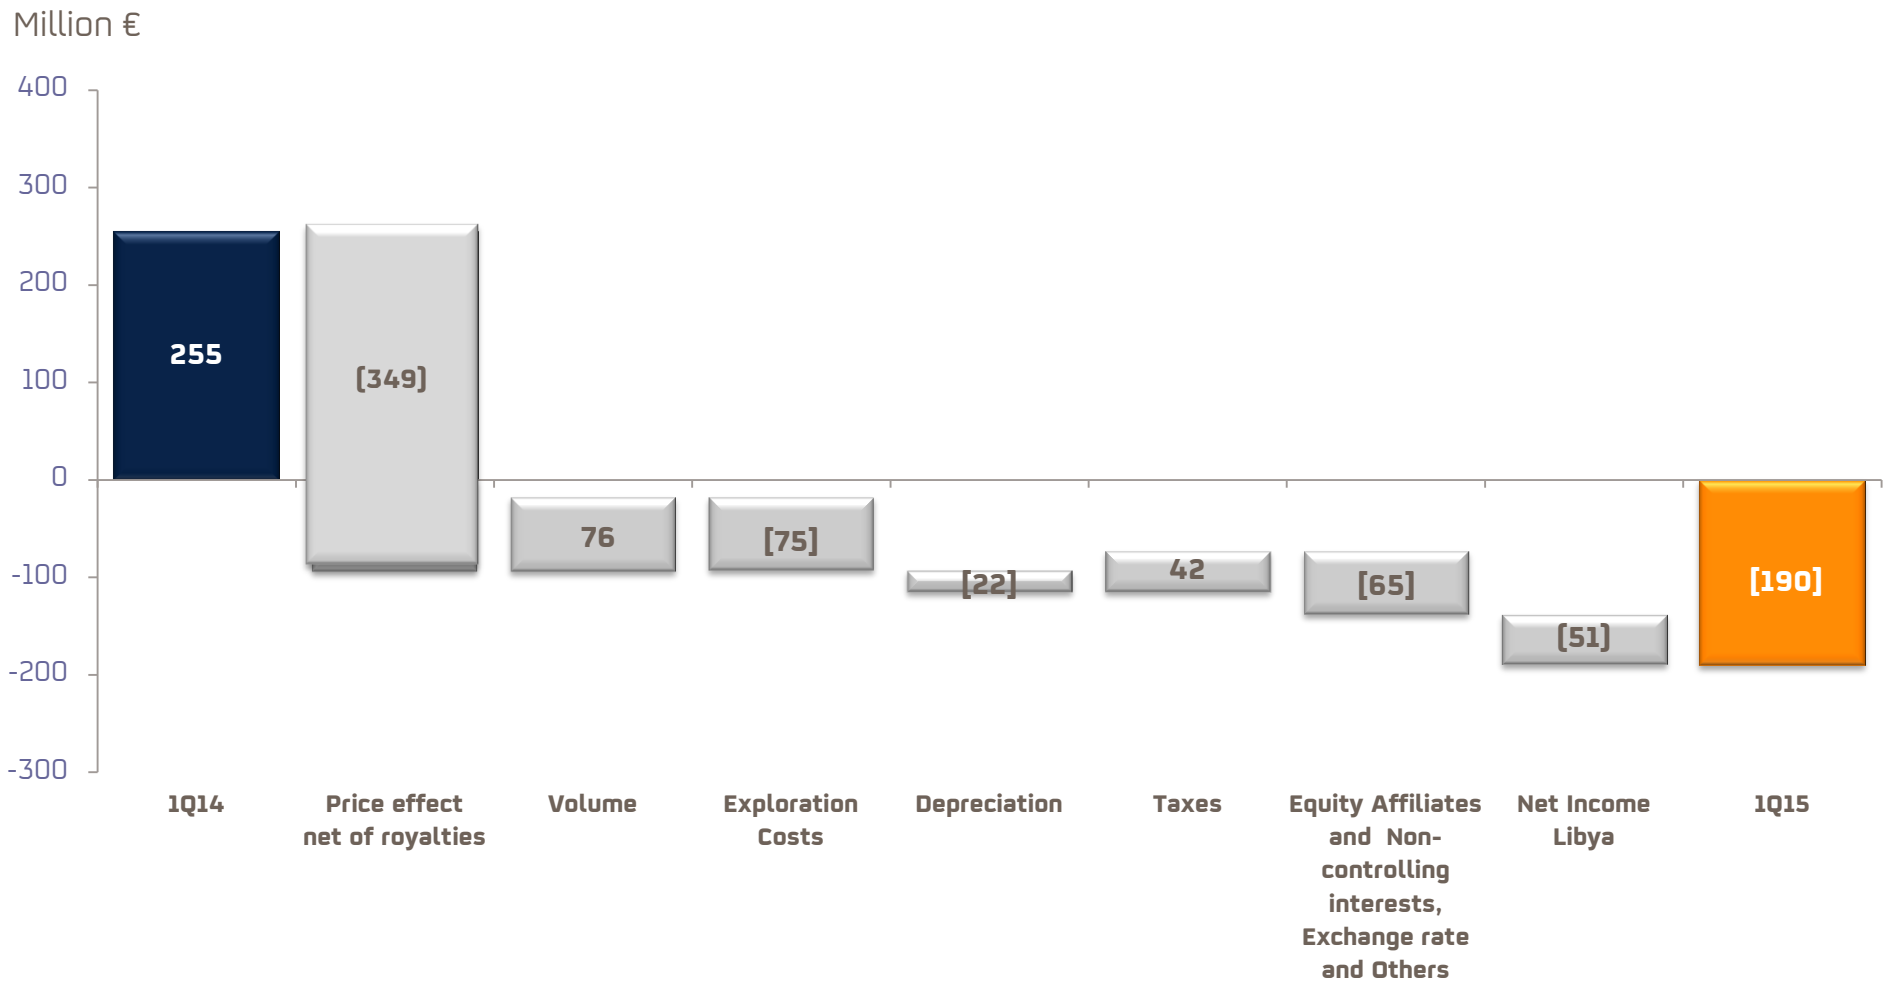 Million €
400
300
200
100
0
-100
-200
-300
255
[349]
76
[75]
[22]
42
[65]
[51]
[190]
1Q14
Price effect
net of royalties
Volume
Exploration
Costs
Depreciation
Taxes
Equity Affiliates
and Non-
controlling
interests,
Exchange rate
and Others
Net Income
Libya
1Q15